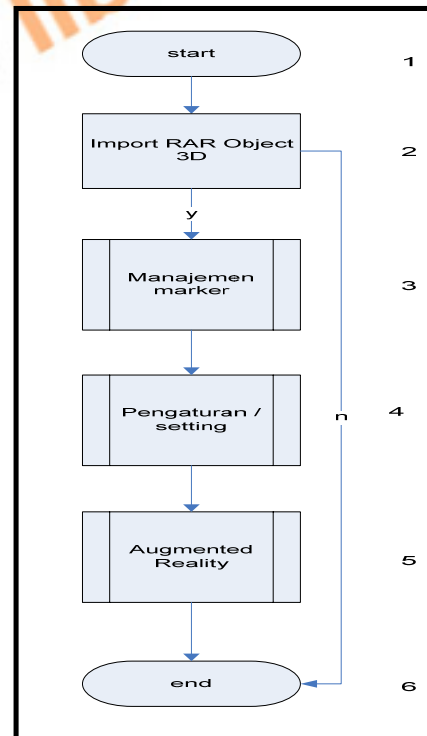 start
1
Import RAR Object
3D
2
y
Manajemen
marker
3
Pengaturan /
setting
n
4
Augmented
Reality
5
end
6